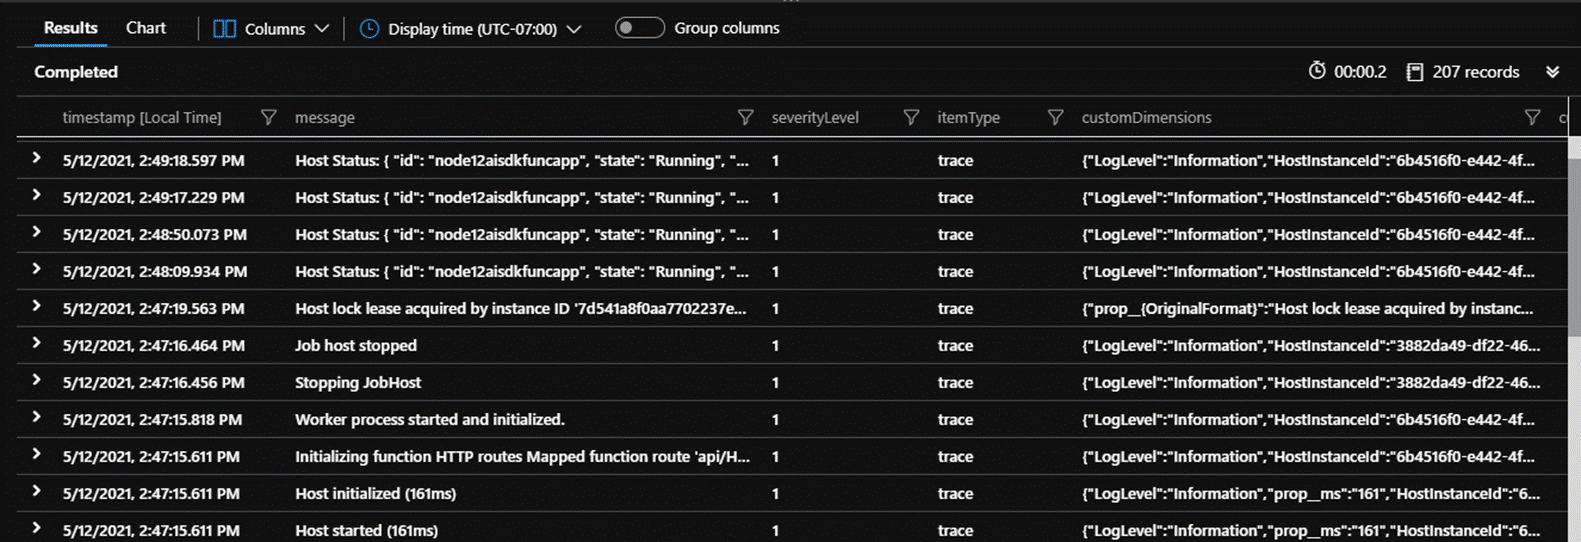 Results Chart Columns Display time (UTC-07:00) Group columns
Completed 00:00.2 207 records
timestamp [Local Time] message severityLevel itemType customDimensions
5/12/2021, 2:49:18.597 PM Host Status: { "id": "node12aisdkfuncapp", "state": "Running", "... 1 trace {"LogLevel":"Information","HostInstanceId":"6b4516f0-e442-4f...
5/12/2021, 2:49:17.229 PM Host Status: { "id": "node12aisdkfuncapp", "state": "Running", "... 1 trace {"LogLevel":"Information","HostInstanceId":"6b4516f0-e442-4f...
5/12/2021, 2:48:50.073 PM Host Status: { "id": "node12aisdkfuncapp", "state": "Running", "... 1 trace {"LogLevel":"Information","HostInstanceId":"6b4516f0-e442-4f...
5/12/2021, 2:48:09.934 PM Host Status: { "id": "node12aisdkfuncapp", "state": "Running", "... 1 trace {"LogLevel":"Information","HostInstanceId":"6b4516f0-e442-4f...
5/12/2021, 2:47:19.563 PM Host lock lease acquired by instance ID '7d541a8f0aa7702237e... 1 trace {"prop__{OriginalFormat}":"Host lock lease acquired by instanc...
5/12/2021, 2:47:16.464 PM Job host stopped 1 trace {"LogLevel":"Information","HostInstanceId":"3882da49-df22-46...
5/12/2021, 2:47:16.456 PM Stopping JobHost 1 trace {"LogLevel":"Information","HostInstanceId":"3882da49-df22-46...
5/12/2021, 2:47:15.818 PM Worker process started and initialized. 1 trace {"LogLevel":"Information","HostInstanceId":"6b4516f0-e442-4f...
5/12/2021, 2:47:15.611 PM Initializing function HTTP routes Mapped function route 'api/H... 1 trace {"LogLevel":"Information","HostInstanceId":"6b4516f0-e442-4f...
5/12/2021, 2:47:15.611 PM Host initialized (161ms) 1 trace {"LogLevel":"Information","prop__ms":"161","HostInstanceId":"6...
5/12/2021, 2:47:15.611 PM Host started (161ms) 1 trace {"LogLevel":"Information","prop__ms":"161","HostInstanceId":"6...